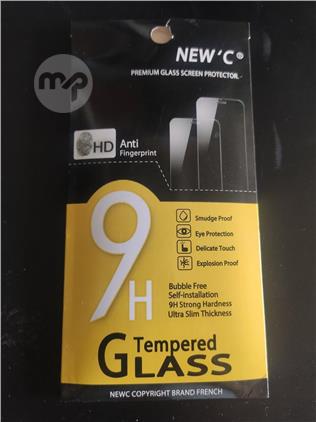 NEW'C®
PREMIUM GLASS SCREEN PROTECTOR
mp
HD
Anti
Fingerprint
Smudge Proof
Eye Protection
Delicate Touch
Explosion Proof
9H
Bubble Free
Self-installation
9H Strong Hardness
Ultra Slim Thickness
Tempered
GLASS
NEWC COPYRIGHT BRAND FRENCH